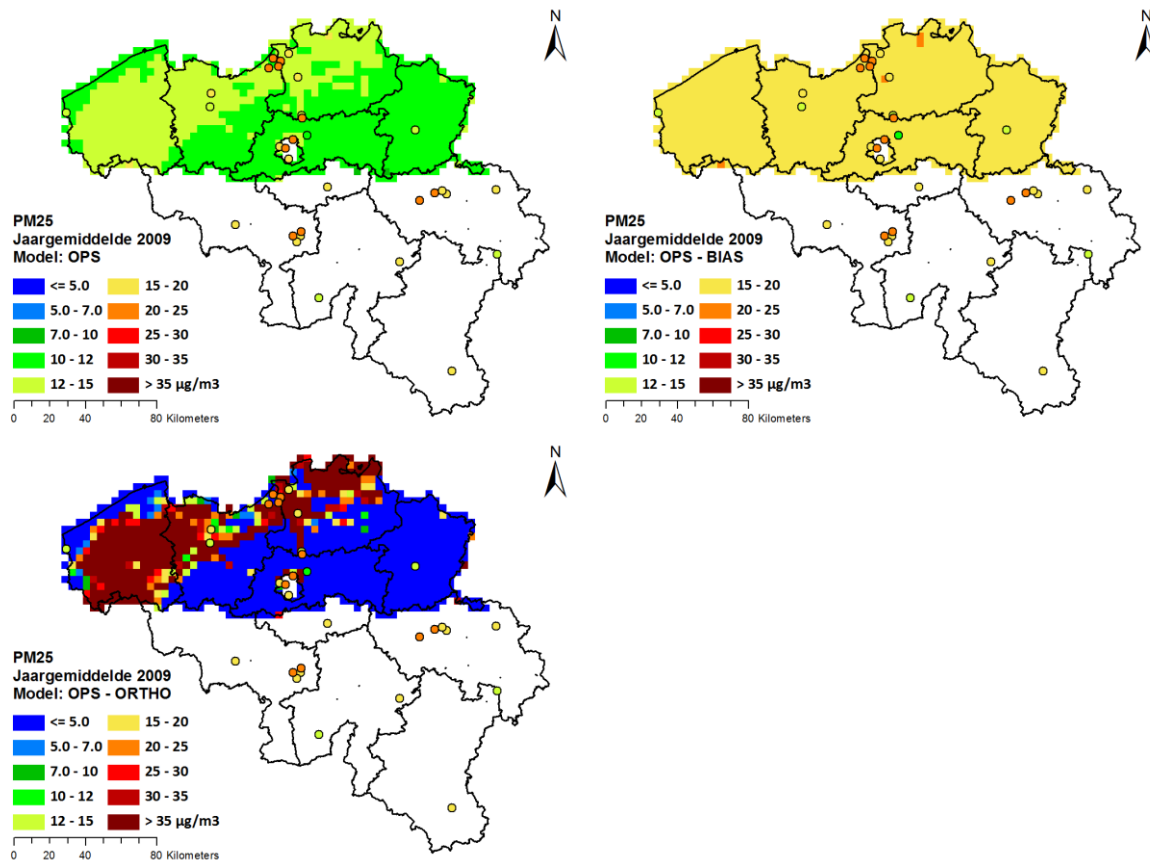 N
PM25
Jaargemiddelde 2009
Model: OPS
<= 5.0 15 - 20
5.0 - 7.0 20 - 25
7.0 - 10 25 - 30
10 - 12 30 - 35
12 - 15 > 35 µg/m3
0 20 40 80 Kilometers
N
PM25
Jaargemiddelde 2009
Model: OPS - BIAS
<= 5.0 15 - 20
5.0 - 7.0 20 - 25
7.0 - 10 25 - 30
10 - 12 30 - 35
12 - 15 > 35 µg/m3
0 20 40 80 Kilometers
N
PM25
Jaargemiddelde 2009
Model: OPS - ORTHO
<= 5.0 15 - 20
5.0 - 7.0 20 - 25
7.0 - 10 25 - 30
10 - 12 30 - 35
12 - 15 > 35 µg/m3
0 20 40 80 Kilometers